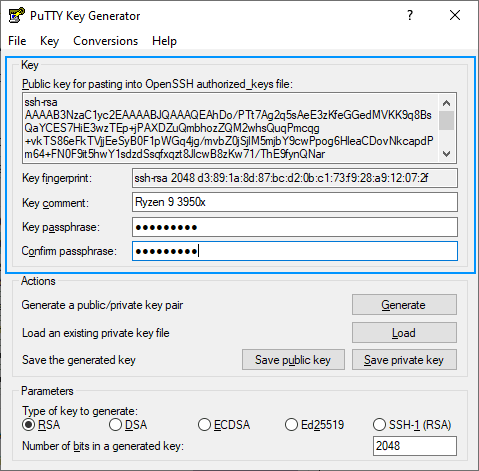 PuTTY Key Generator
File Key Conversions Help
Key
Public key for pasting into OpenSSH authorized_keys file:
ssh-rsa
AAAAB3NzaC1yc2EAAAABJQAAAQEAhDo/PTt7Ag2q5sAeE3zKfeGGedMVKK9q8Bs
QaYCES7HiE3wzTEp+jPAXDZuQmbhozZQM2whsQuqPmcqg
+vkTS86eFkTVjjEeSyB0F1pWGq4jg/mvbZ0jSjlM5mjbY9cwPpog6HleaCDovNkcapdP
m64+FN0F9it5hwY1sdzdSsqfxqzt8JlcwB8zKw71/ThE9fynQNar
Key fingerprint: ssh-rsa 2048 d3:89:1a:8d:87:bc:d2:0b:c1:73:f9:28:a9:12:07:2f
Key comment: Ryzen 9 3950x
Key passphrase: ●●●●●●●●●
Confirm passphrase: ●●●●●●●●●
Actions
Generate a public/private key pair Generate
Load an existing private key file Load
Save the generated key Save public key Save private key
Parameters
Type of key to generate:
RSA DSA ECDSA Ed25519 SSH-1 (RSA)
Number of bits in a generated key: 2048